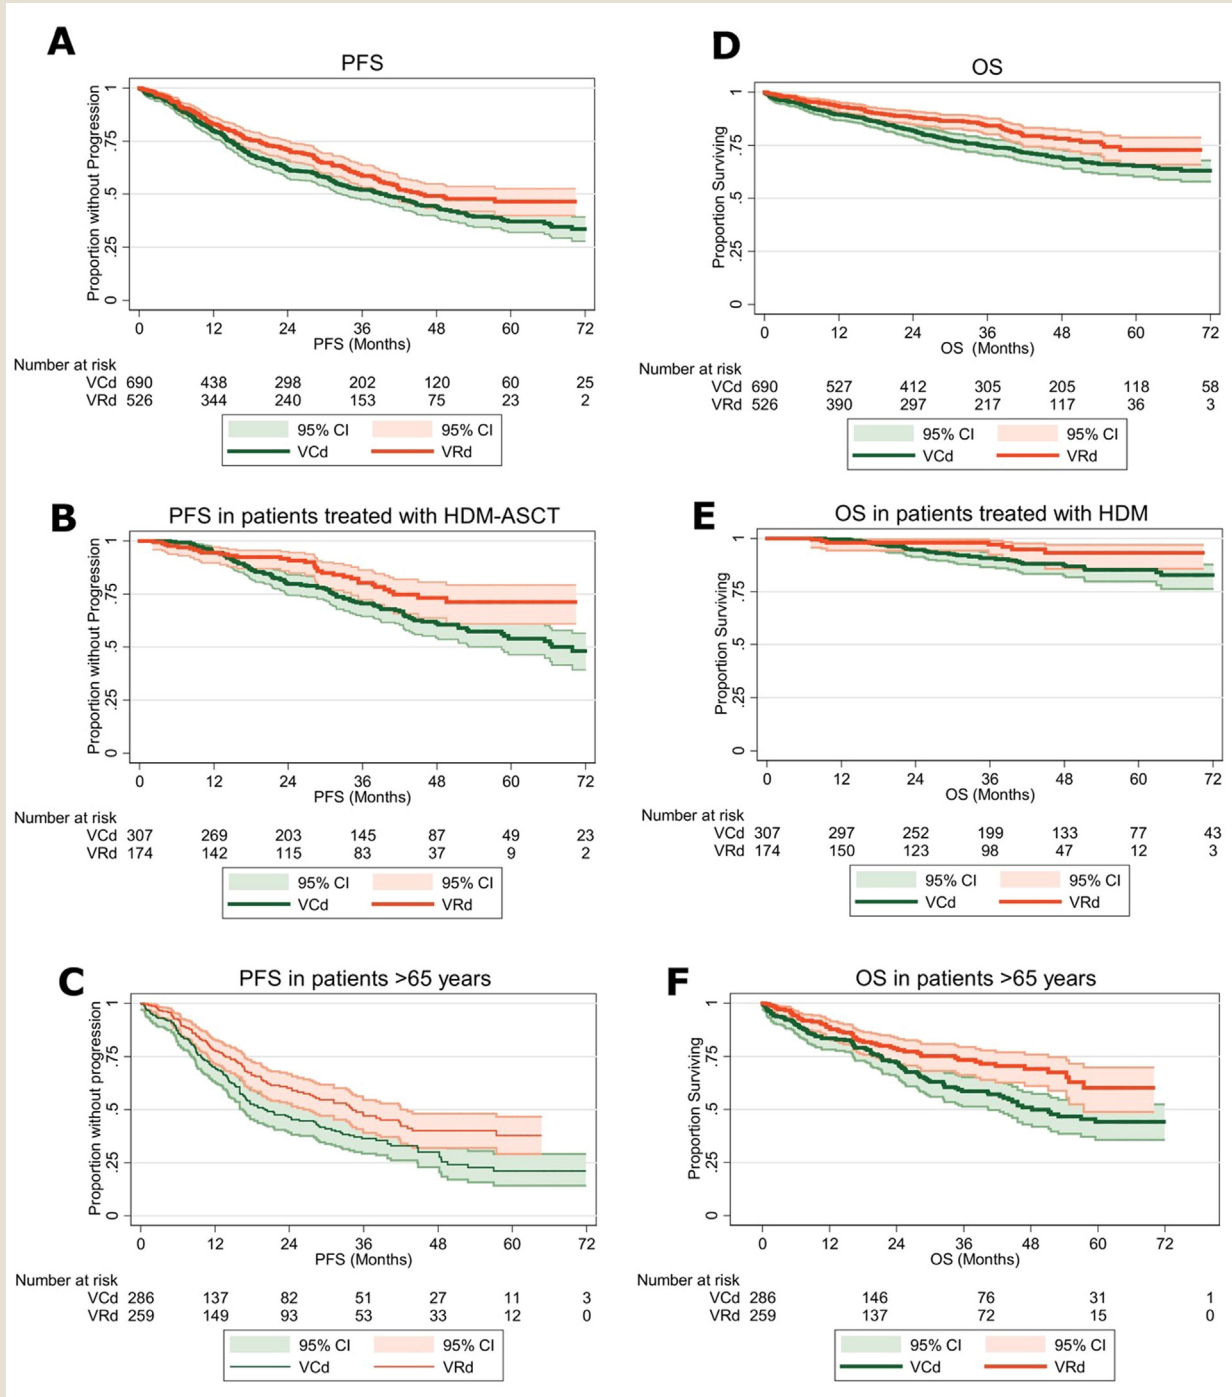 A
PFS
Proportion without Progression
1
.75
.5
.25
0
0 12 24 36 48 60 72
PFS (Months)
Number at risk
VCd 690 438 298 202 120 60 25
VRd 526 344 240 153 75 23 2
95% CI 95% CI
VCd VRd
D
OS
Proportion Surviving
1
.75
.5
.25
0
0 12 24 36 48 60 72
OS (Months)
Number at risk
VCd 690 527 412 305 205 118 58
VRd 526 390 297 217 117 36 3
95% CI 95% CI
VCd VRd
B
PFS in patients treated with HDM-ASCT
Proportion without Progression
1
.75
.5
.25
0
0 12 24 36 48 60 72
PFS (Months)
Number at risk
VCd 307 269 203 145 87 49 23
VRd 174 142 115 83 37 9 2
95% CI 95% CI
VCd VRd
E
OS in patients treated with HDM
Proportion Surviving
1
.75
.5
.25
0
0 12 24 36 48 60 72
OS (Months)
Number at risk
VCd 307 297 252 199 133 77 43
VRd 174 150 123 98 47 12 3
95% CI 95% CI
VCd VRd
C
PFS in patients >65 years
Proportion without progression
1
.75
.5
.25
0
0 12 24 36 48 60 72
PFS (Months)
Number at risk
VCd 286 137 82 51 27 11 3
VRd 259 149 93 53 33 12 0
95% CI 95% CI
VCd VRd
F
OS in patients >65 years
Proportion Surviving
1
.75
.5
.25
0
0 12 24 36 48 60 72
OS (Months)
Number at risk
VCd 286 146 76 31 1
VRd 259 137 72 15 0
95% CI 95% CI
VCd VRd